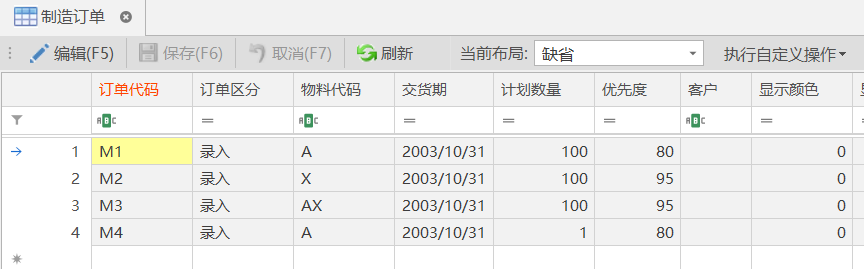 制造订单
编辑(F5) 保存(F6) 取消(F7) 刷新 当前布局: 缺省 执行自定义操作
订单代码 订单区分 物料代码 交货期 计划数量 优先度 客户 显示颜色
ABC = ABC = = = ABC =
1 M1 录入 A 2003/10/31 100 80 0
2 M2 录入 X 2003/10/31 100 95 0
3 M3 录入 AX 2003/10/31 100 95 0
4 M4 录入 A 2003/10/31 1 80 0